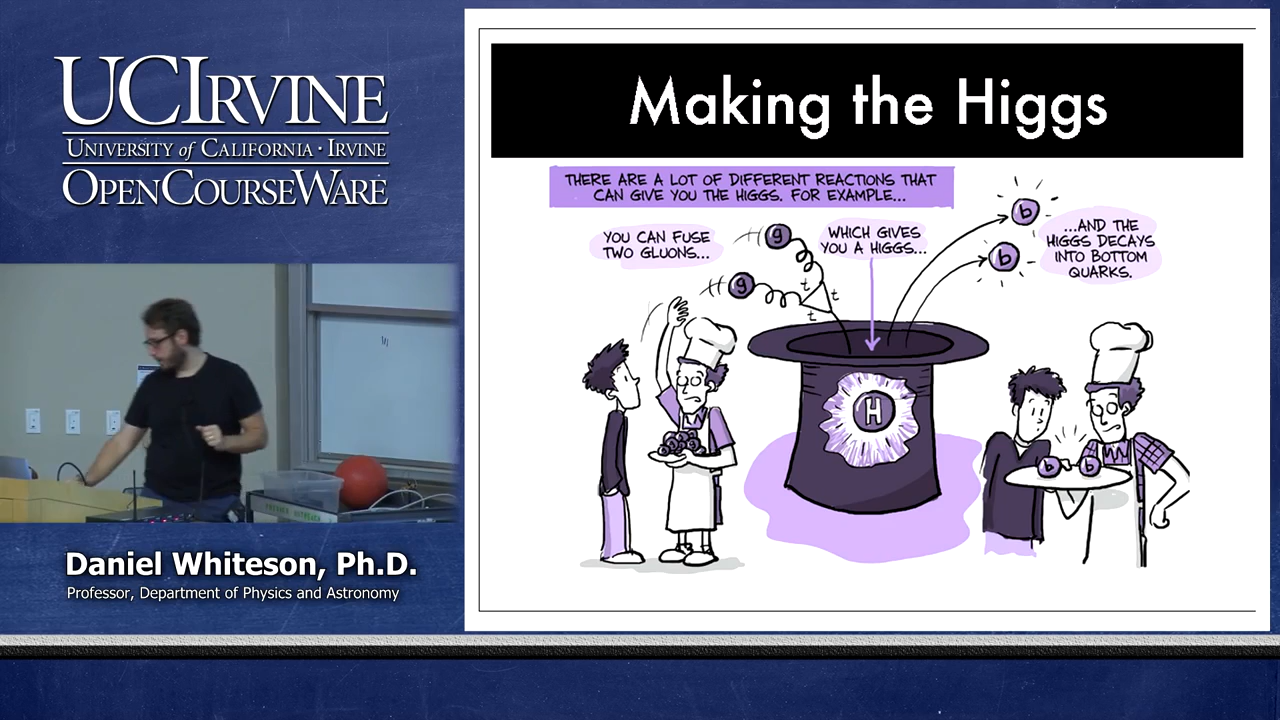 UCIRVINE
UNIVERSITY of CALIFORNIA · IRVINE
OPENCOURSEWARE
Daniel Whiteson, Ph.D.
Professor, Department of Physics and Astronomy
Making the Higgs
THERE ARE A LOT OF DIFFERENT REACTIONS THAT
CAN GIVE YOU THE HIGGS. FOR EXAMPLE...
YOU CAN FUSE
TWO GLUONS...
g
g
t
t
t
WHICH GIVES
YOU A HIGGS...
b
b
...AND THE
HIGGS DECAYS
INTO BOTTOM
QUARKS.
H
b
b